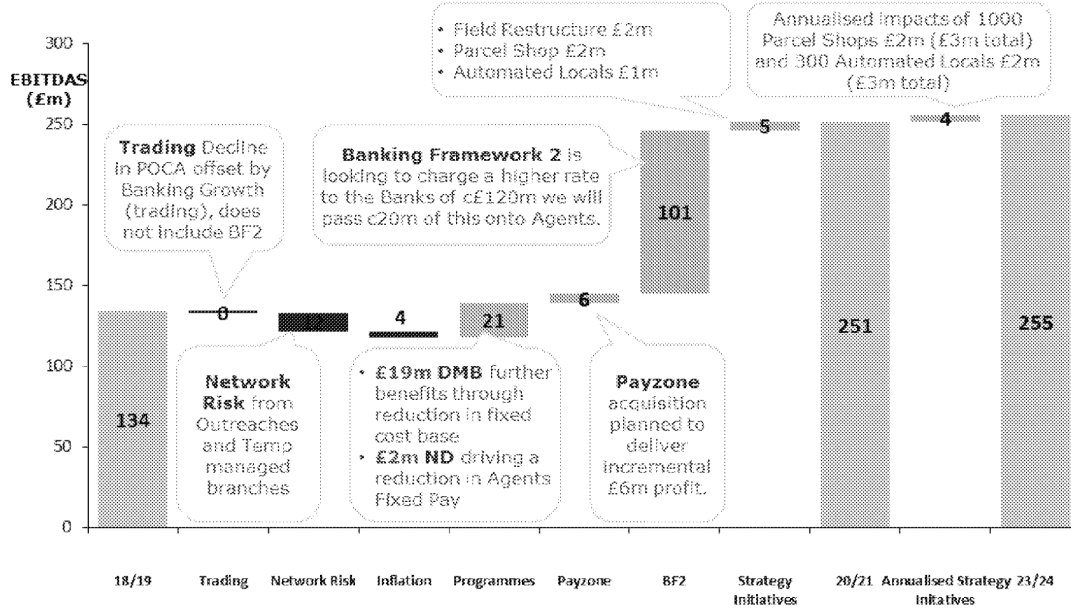 • Field Restructure £2m
• Parcel Shop £2m
• Automated Locals £1m
Annualised Impacts of 1000
Parcel Shops £2m (£3m total)
and 300 Automated Locals £2m
(£3m total)
300
EBITDAS
(£m)
250
200
150
100
50
0
Trading Decline
in POCA offset by
Banking Growth
(trading), does
not include BF2
Banking Framework 2 is
looking to charge a higher rate
to the Banks of c£120m we will
pass c20m of this onto Agents.
134
0
12
4
21
6
101
5
251
4
255
Network
Risk from
Outreaches
and Temp
managed
branches
• £19m DMB further
benefits through
reduction in fixed
cost base
• £2m ND driving a
reduction in Agents
Fixed Pay
Payzone
acquisition
planned to
deliver
incremental
£6m profit.
18/19
Trading
Network Risk
Inflation
Programmes
Payzone
BF2
Strategy
Initiatives
20/21
Annualised Strategy
Initatives
23/24